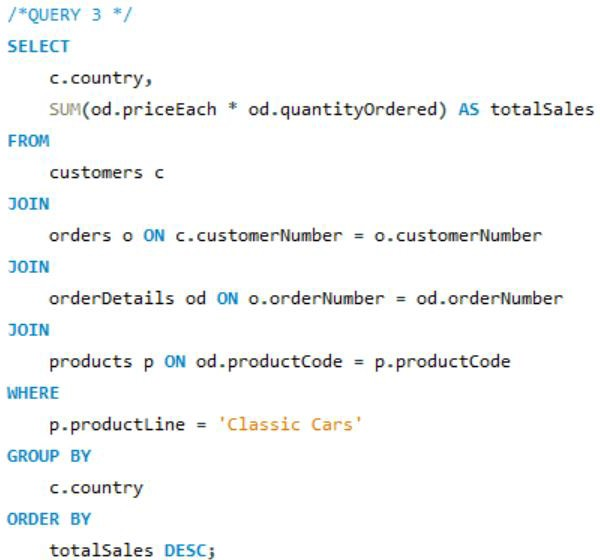 /*QUERY 3 */
SELECT
c.country,
SUM(od.priceEach * od.quantityOrdered) AS totalSales
FROM
customers c
JOIN
orders o ON c.customerNumber = o.customerNumber
JOIN
orderDetails od ON o.orderNumber = od.orderNumber
JOIN
products p ON od.productCode = p.productCode
WHERE
p.productLine = 'Classic Cars'
GROUP BY
c.country
ORDER BY
totalSales DESC;